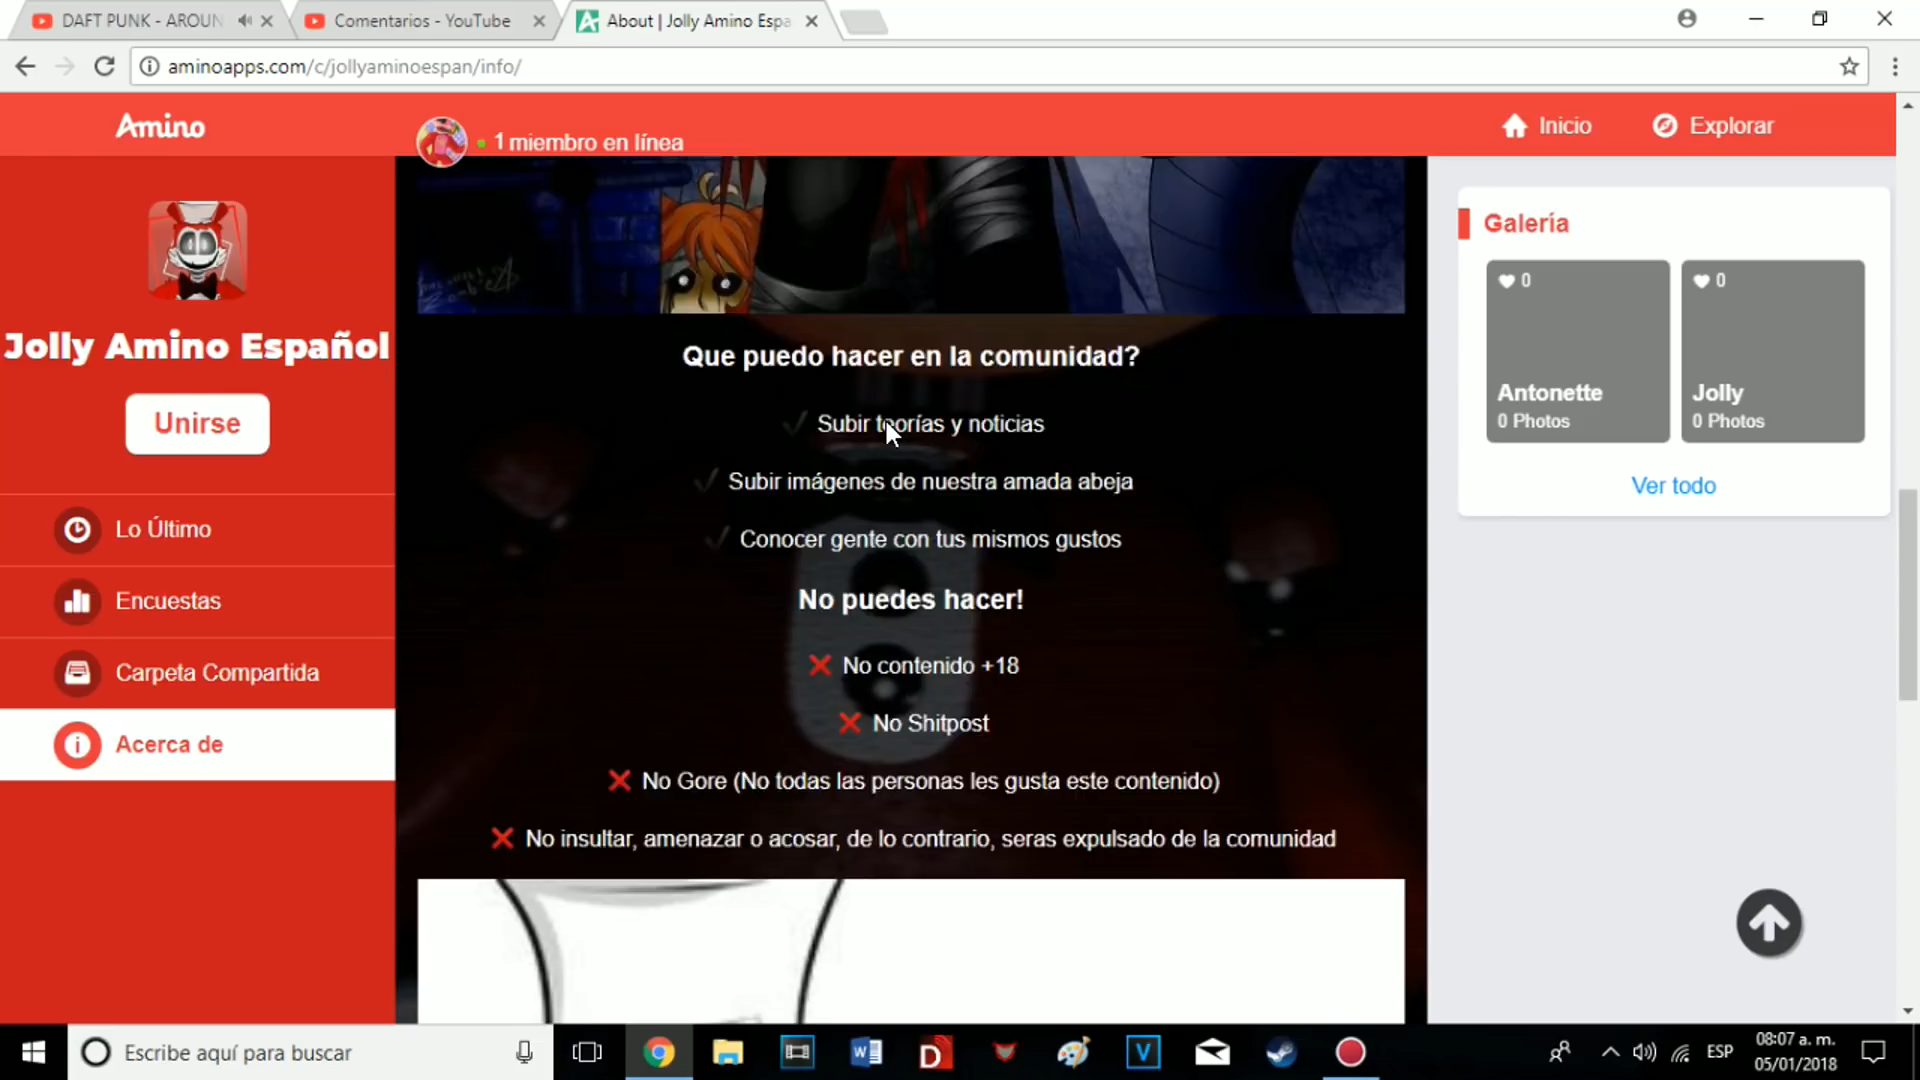 DAFT PUNK - AROUN
Comentarios - YouTube
About | Jolly Amino Espa
aminoapps.com/c/jollyaminoespan/info/
Amino
1 miembro en línea
Inicio
Explorar
Jolly Amino Español
Unirse
Lo Último
Encuestas
Carpeta Compartida
Acerca de
Que puedo hacer en la comunidad?
Subir teorías y noticias
Subir imágenes de nuestra amada abeja
Conocer gente con tus mismos gustos
No puedes hacer!
❌ No contenido +18
❌ No Shitpost
❌ No Gore (No todas las personas les gusta este contenido)
❌ No insultar, amenazar o acosar, de lo contrario, seras expulsado de la comunidad
Galería
0
Antonette
0 Photos
0
Jolly
0 Photos
Ver todo
Escribe aquí para buscar
ESP
08:07 a. m.
05/01/2018